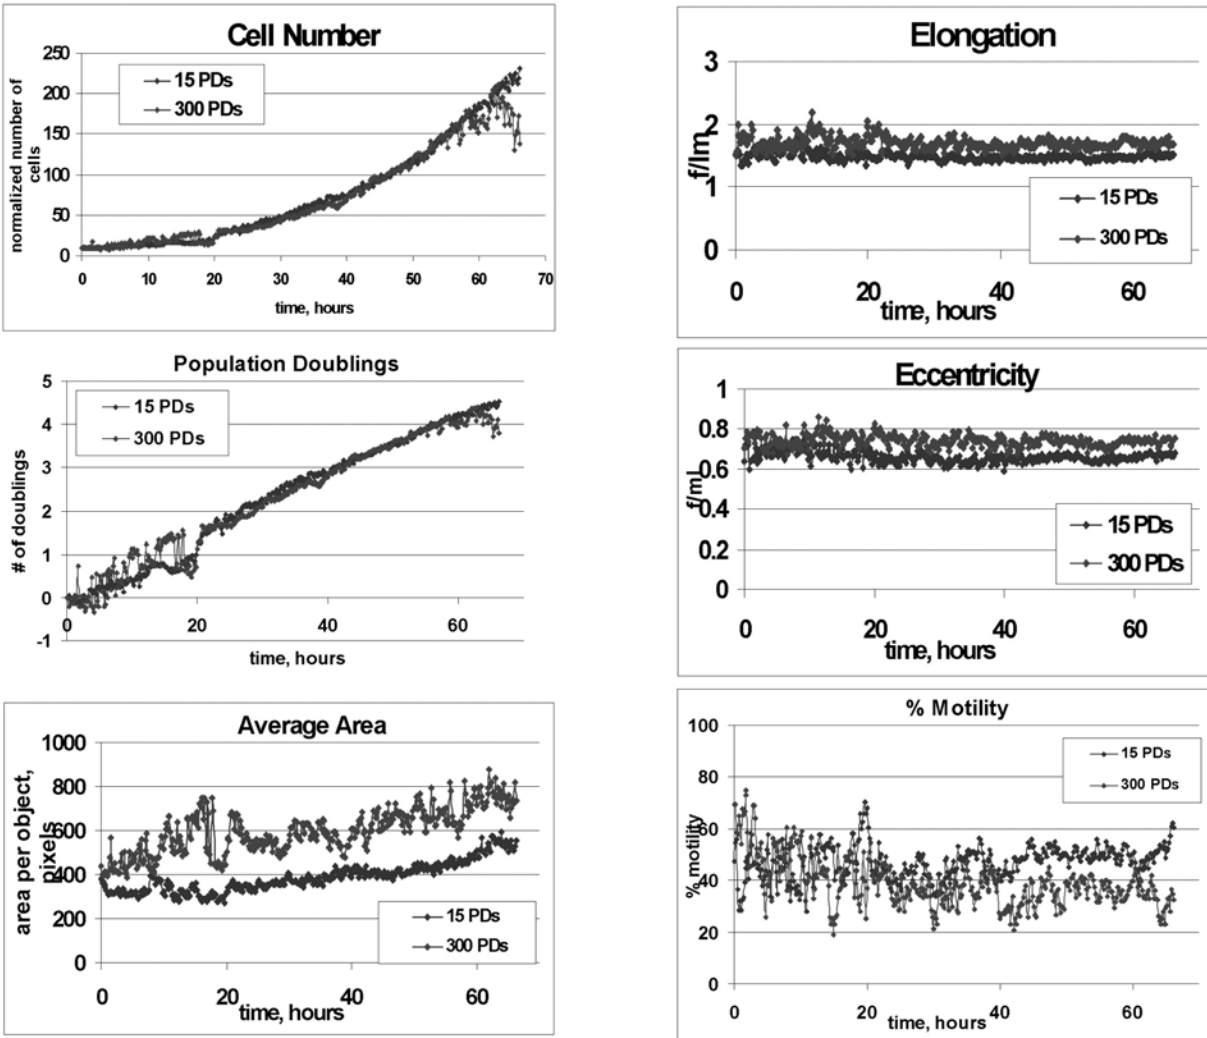 Cell Number
250
200
150
100
50
0
normalized number of
cells
15 PDs
300 PDs
0 10 20 30 40 50 60 70
time, hours
Elongation
3
2
1
0
f/lm
15 PDs
300 PDs
0 20 40 60
time, hours
Population Doublings
5
4
3
2
1
0
-1
# of doublings
15 PDs
300 PDs
0 20 40 60
time, hours
Eccentricity
1
0.8
0.6
0.4
0.2
0
f/ml
15 PDs
300 PDs
0 20 40 60
time, hours
Average Area
1000
800
600
400
200
0
area per object,
pixels
15 PDs
300 PDs
0 20 40 60
time, hours
% Motility
100
80
60
40
20
0
% motility
15 PDs
300 PDs
0 20 40 60
time, hours